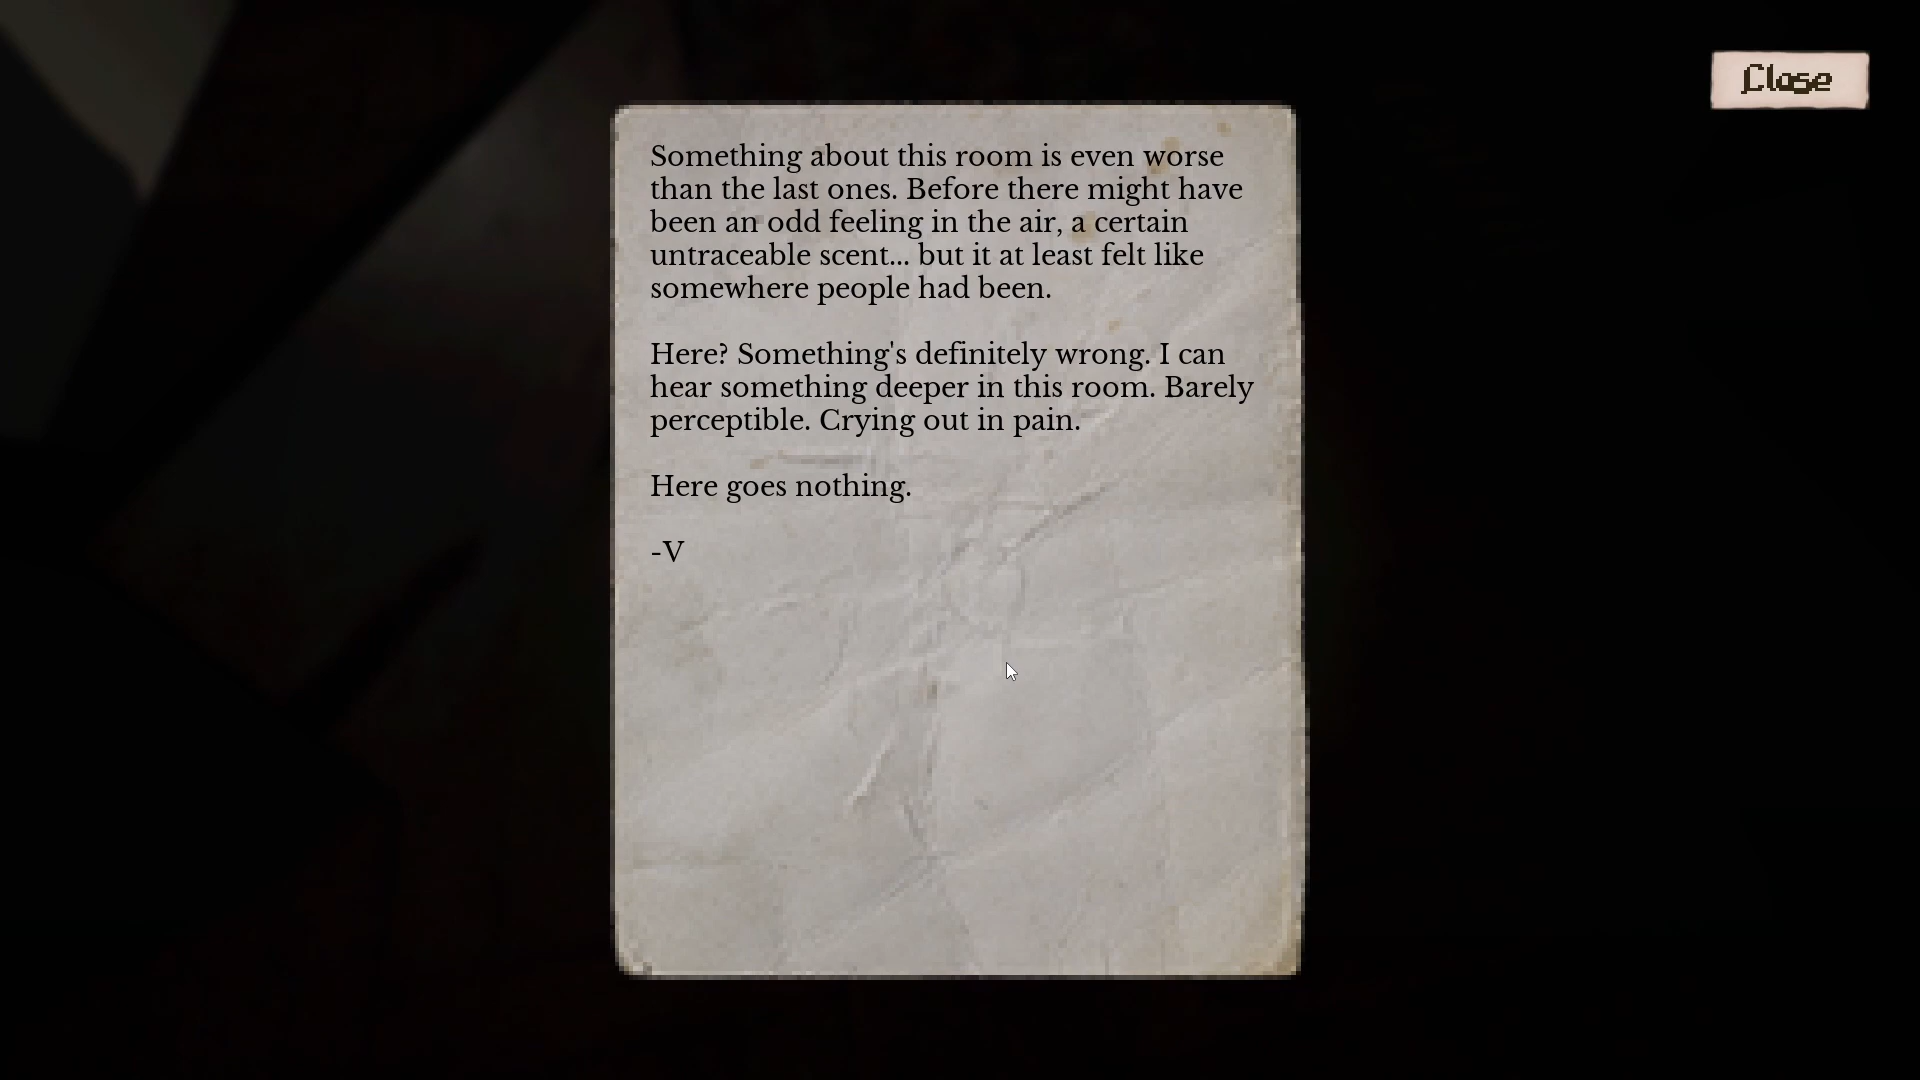 Close
Something about this room is even worse
than the last ones. Before there might have
been an odd feeling in the air, a certain
untraceable scent... but it at least felt like
somewhere people had been.
Here? Something's definitely wrong. I can
hear something deeper in this room. Barely
perceptible. Crying out in pain.
Here goes nothing.
-V